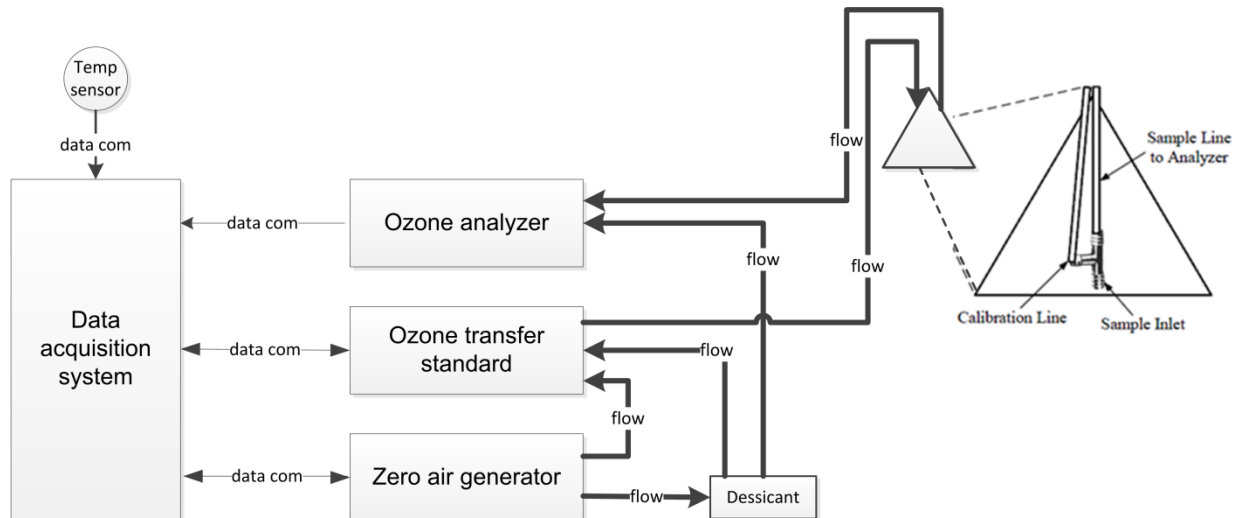 Temp
sensor
data com
Data
acquisition
system
data com
Ozone analyzer
data com
Ozone transfer
standard
data com
Zero air generator
flow
flow
flow
flow
flow
flow
Dessicant
Sample Line
to Analyzer
Calibration Line
Sample Inlet